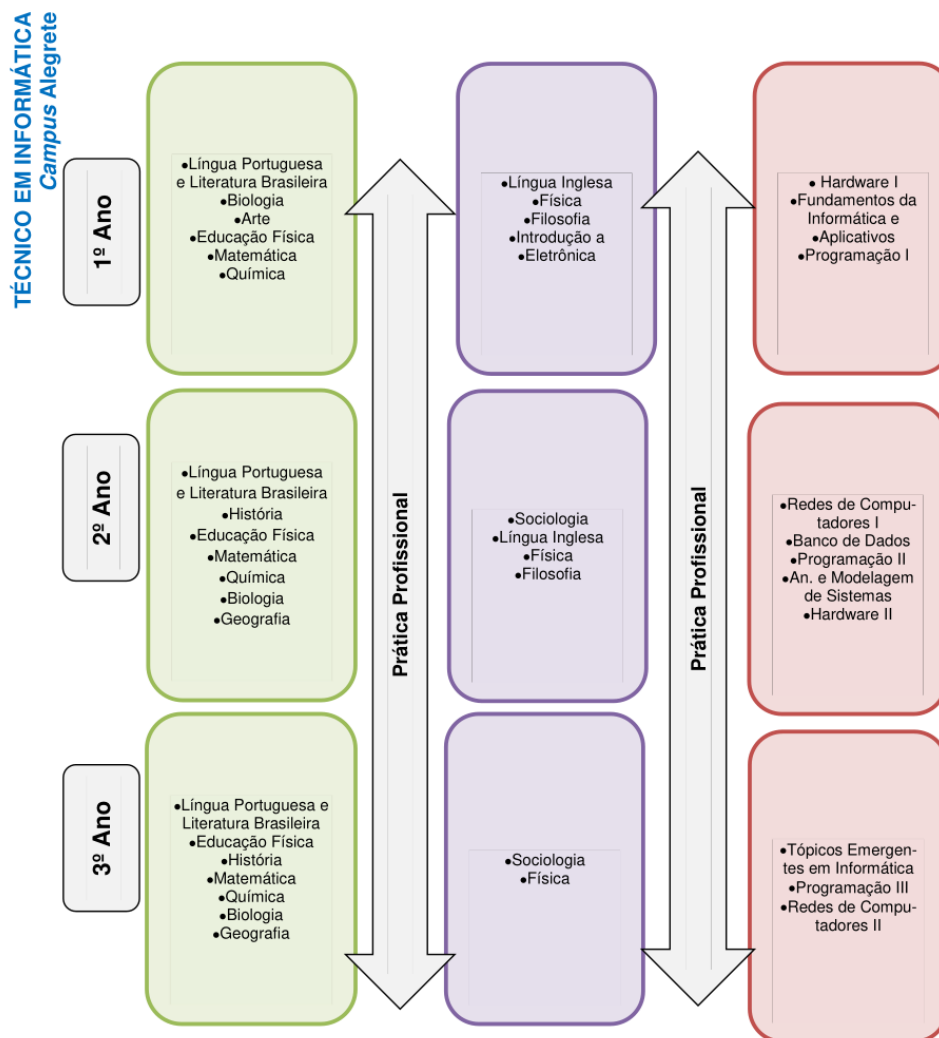 TÉCNICO EM INFORMÁTICA
Campus Alegrete
1º Ano
●Língua Portuguesa
e Literatura Brasileira
●Biologia
●Arte
●Educação Física
●Matemática
●Química
●Língua Inglesa
●Física
●Filosofia
●Introdução a
●Eletrônica
● Hardware I
●Fundamentos da
Informática e
●Aplicativos
●Programação I
2º Ano
●Língua Portuguesa
e Literatura Brasileira
●História
●Educação Física
●Matemática
●Química
●Biologia
●Geografia
Prática Profissional
●Sociologia
●Língua Inglesa
●Física
●Filosofia
Prática Profissional
●Redes de Compu-
tadores I
●Banco de Dados
●Programação II
●An. e Modelagem
de Sistemas
●Hardware II
3º Ano
●Língua Portuguesa e
Literatura Brasileira
●Educação Física
●História
●Matemática
●Química
●Biologia
●Geografia
●Sociologia
●Física
●Tópicos Emergen-
tes em Informática
●Programação III
●Redes de Compu-
tadores II